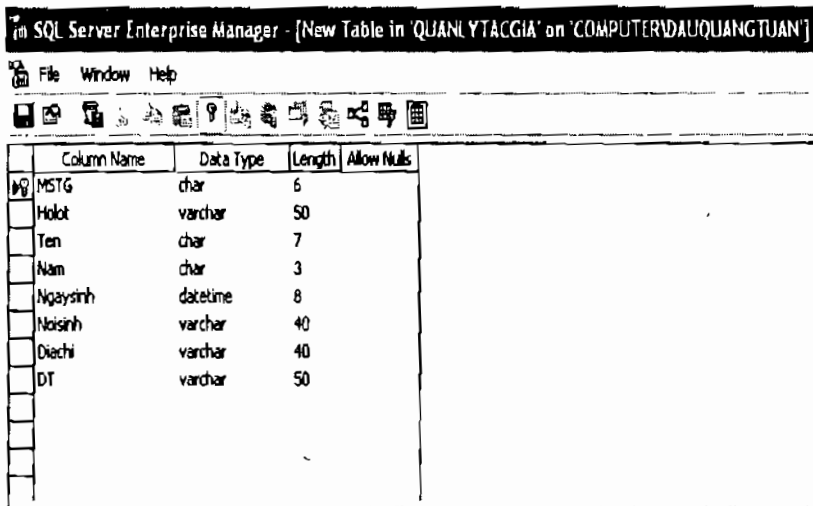 SQL Server Enterprise Manager - [New Table in 'QUANLYTACGIA' on 'COMPUTER\DAUQUANGTUAN']
File Window Help
Column Name Data Type Length Allow Nulls
MSTG char 6
Holot varchar 50
Ten char 7
Nam char 3
Ngaysinh datetime 8
Noisinh varchar 40
Diachi varchar 40
DT varchar 50